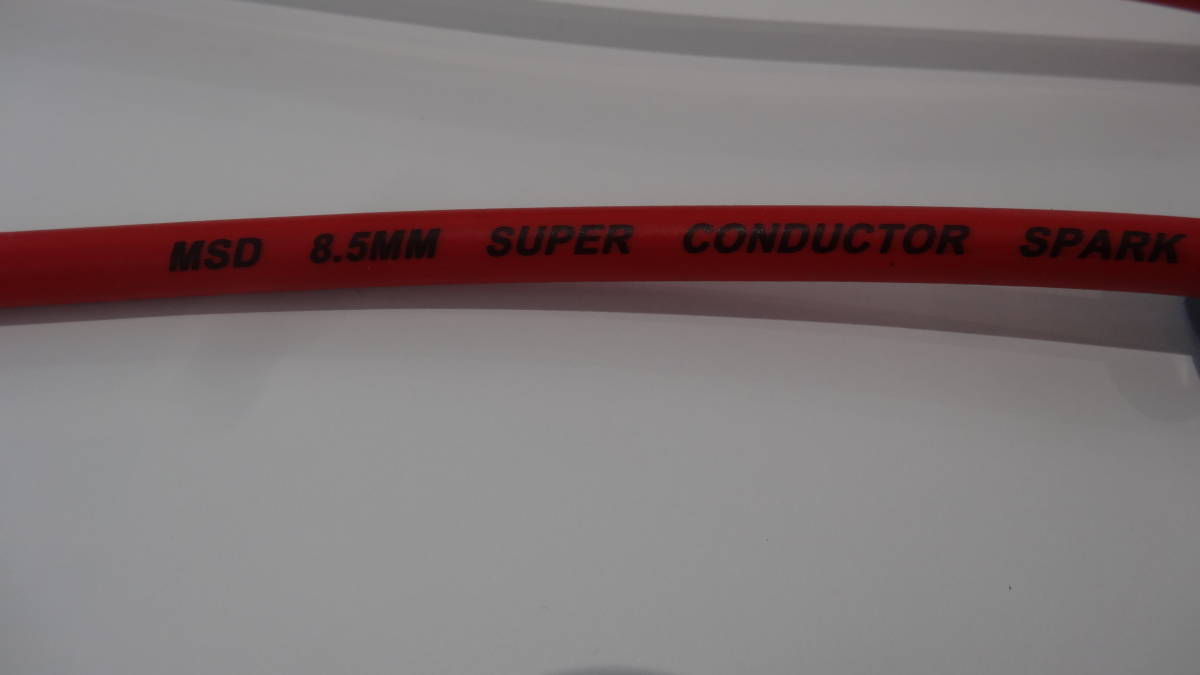 MSD 8.5MM SUPER CONDUCTOR SPARK